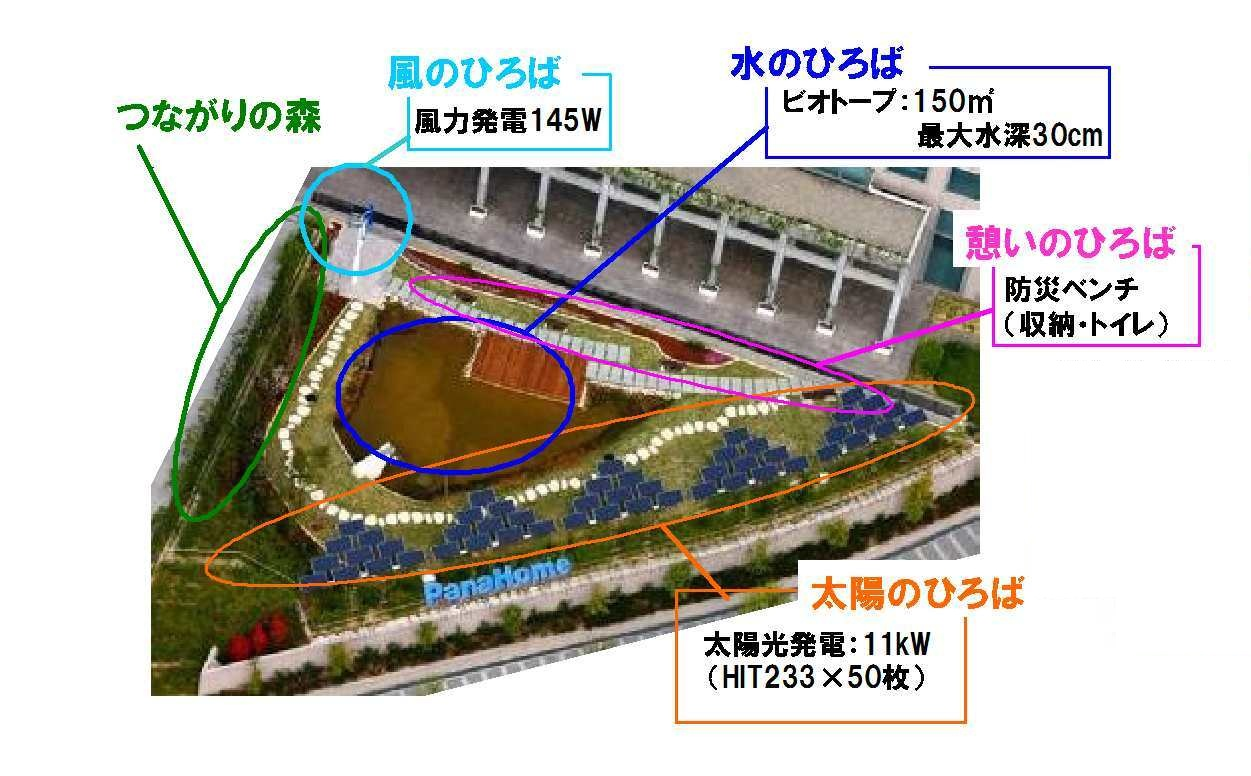 つながりの森
風のひろば
風力発電145W
水のひろば
ビオトープ：150㎡
最大水深30cm
憩いのひろば
防災ベンチ
（収納・トイレ）
PanaHome
太陽のひろば
太陽光発電：11kW
（HIT233×50枚）